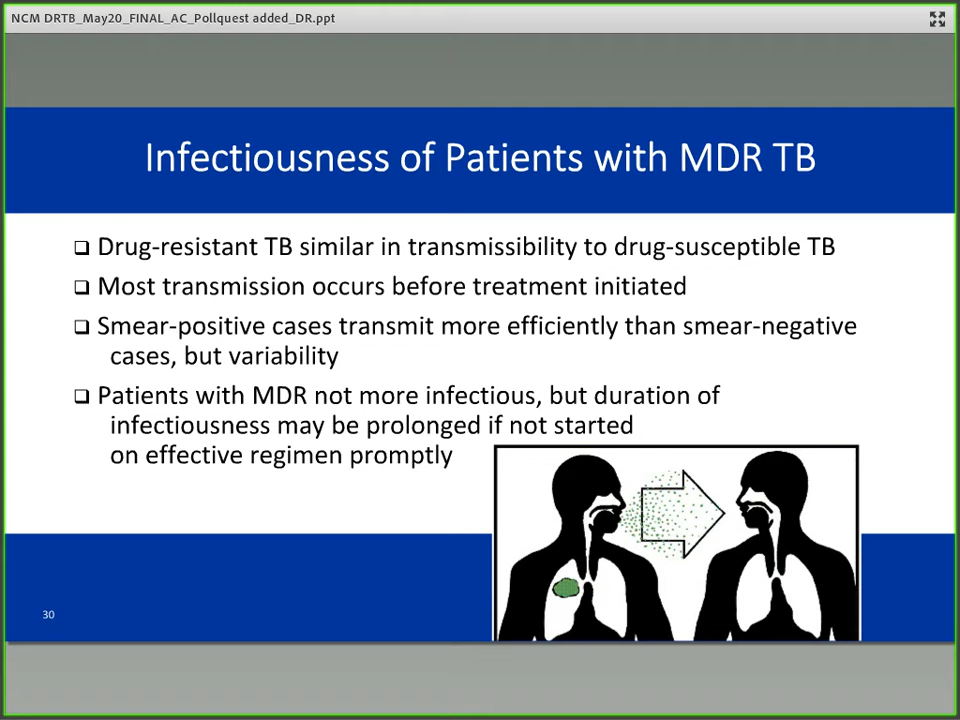 NCM DRTB_May20_FINAL_AC_Pollquest added_DR.ppt
Infectiousness of Patients with MDR TB
❑ Drug-resistant TB similar in transmissibility to drug-susceptible TB
❑ Most transmission occurs before treatment initiated
❑ Smear-positive cases transmit more efficiently than smear-negative
cases, but variability
❑ Patients with MDR not more infectious, but duration of
infectiousness may be prolonged if not started
on effective regimen promptly
30